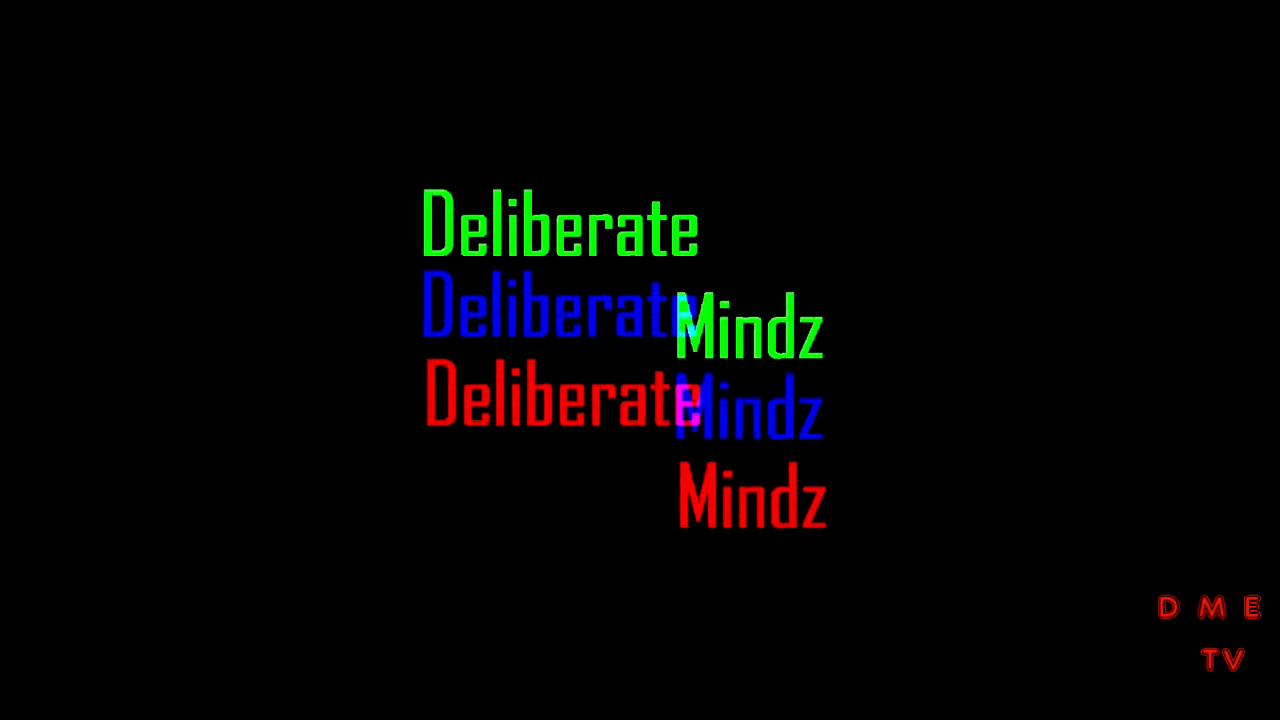 Deliberate
Deliberate
Mindz
Deliberate
Mindz
Mindz
D M E
TV